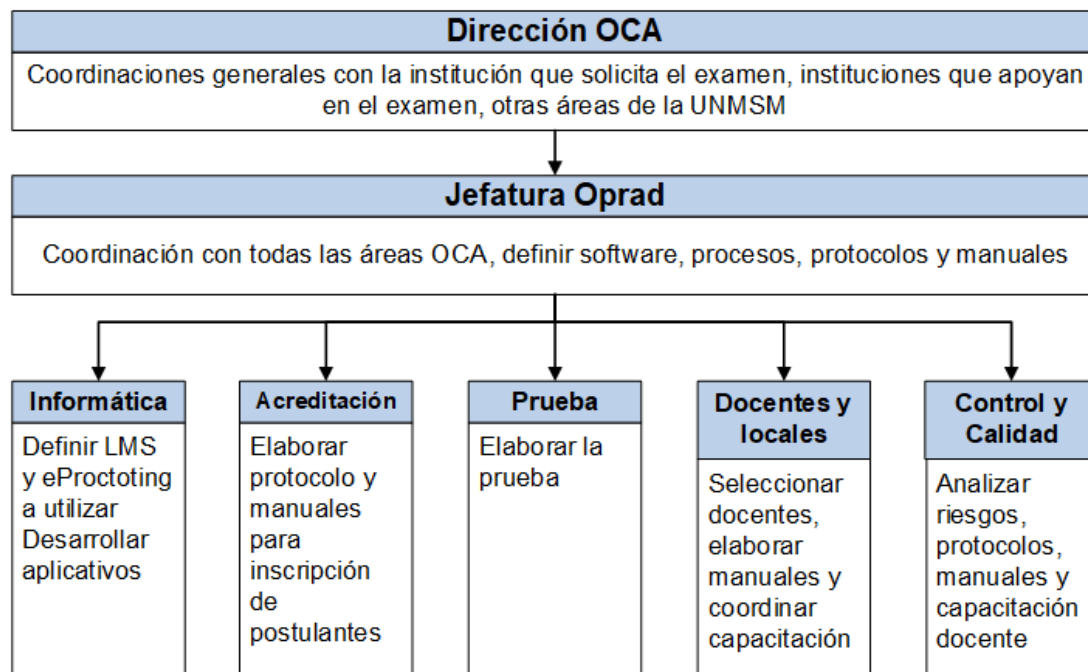 Dirección OCA
Coordinaciones generales con la institución que solicita el examen, instituciones que apoyan
en el examen, otras áreas de la UNMSM
Jefatura Oprad
Coordinación con todas las áreas OCA, definir software, procesos, protocolos y manuales
Informática
Definir LMS
y eProctoting
a utilizar
Desarrollar
aplicativos
Acreditación
Elaborar
protocolo y
manuales
para
inscripción
de
postulantes
Prueba
Elaborar la
prueba
Docentes y
locales
Seleccionar
docentes,
elaborar
manuales y
coordinar
capacitación
Control y
Calidad
Analizar
riesgos,
protocolos,
manuales y
capacitación
docente